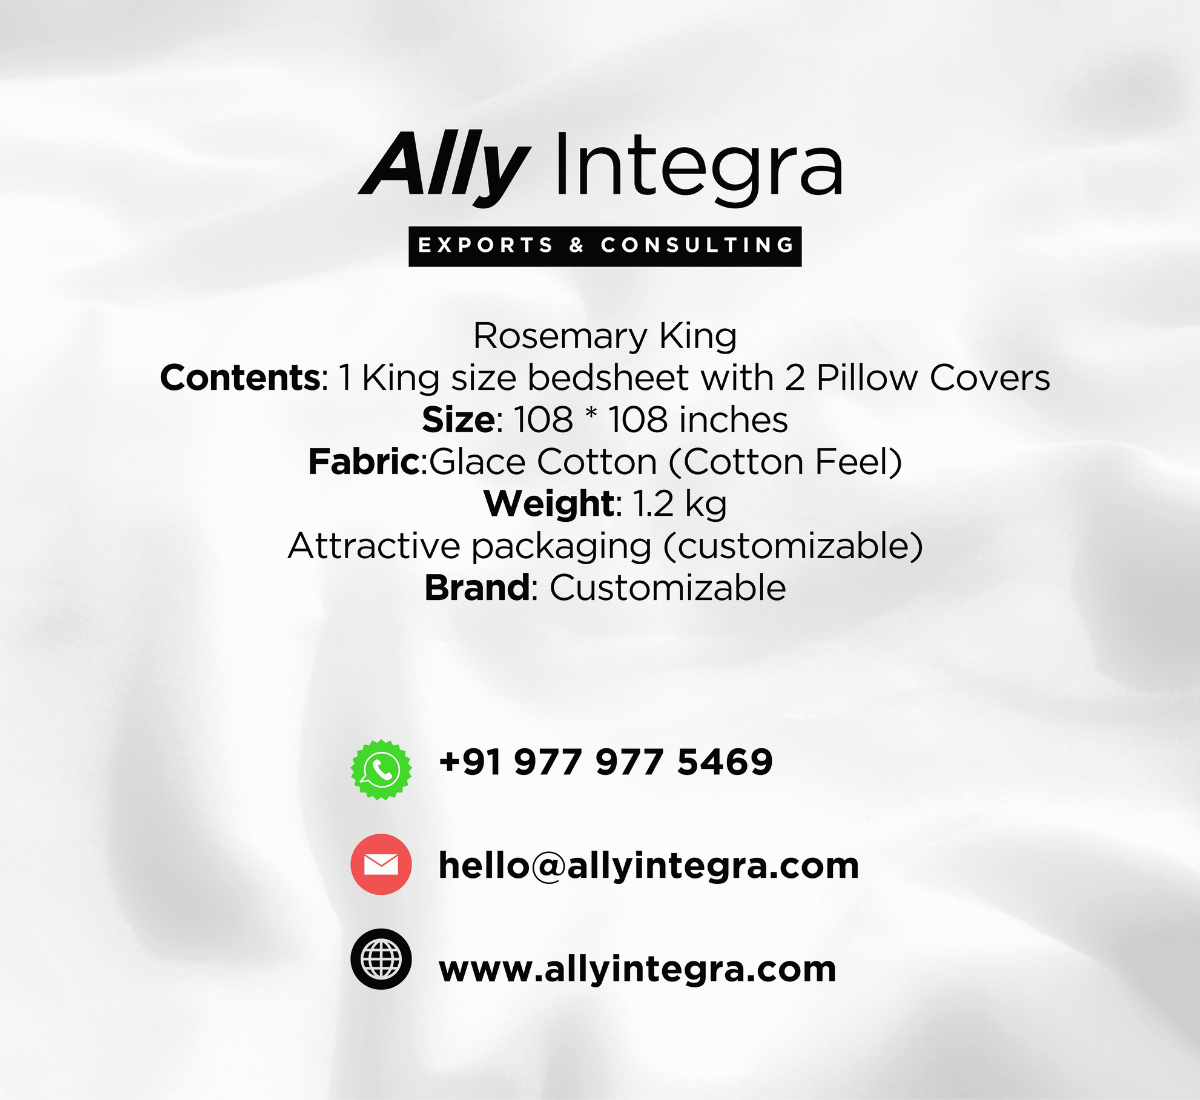 Ally Integra
EXPORTS & CONSULTING
Rosemary King
Contents: 1 King size bedsheet with 2 Pillow Covers
Size: 108 * 108 inches
Fabric:Glace Cotton (Cotton Feel)
Weight: 1.2 kg
Attractive packaging (customizable)
Brand: Customizable
+91 977 977 5469
hello@allyintegra.com
www.allyintegra.com